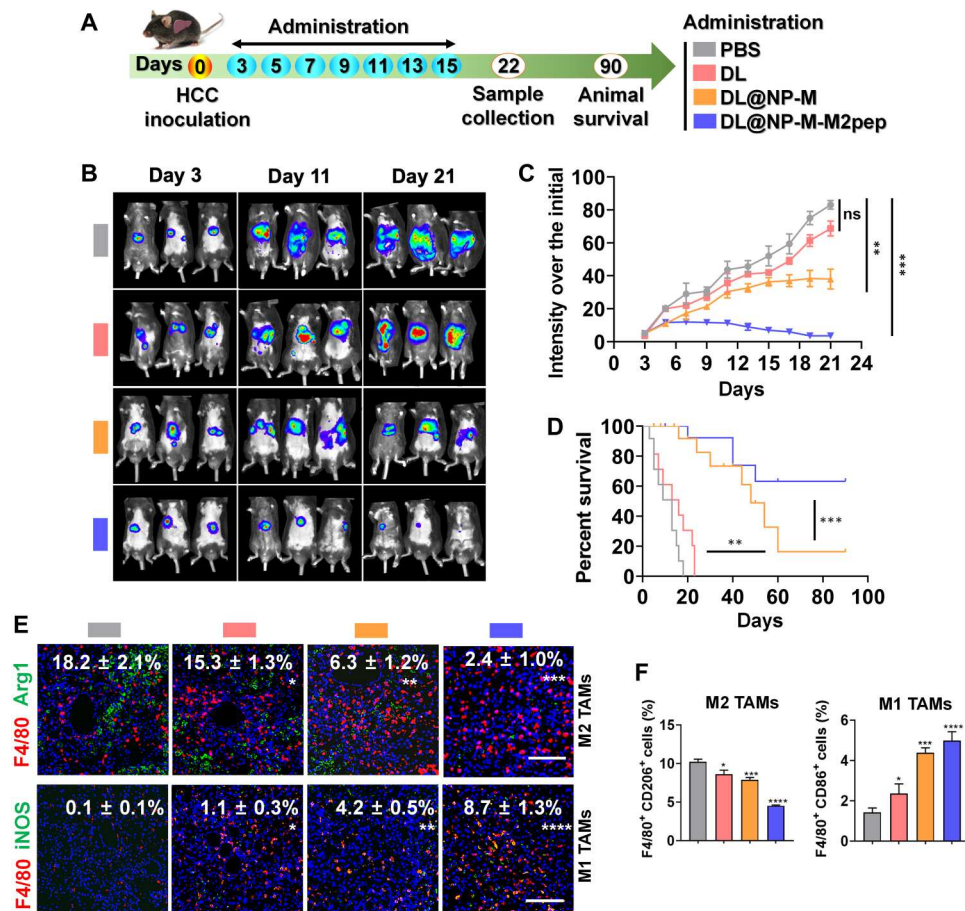 A
Administration
Days 0 3 5 7 9 11 13 15 22 90
HCC inoculation
Sample collection
Animal survival
Administration
PBS
DL
DL@NP-M
DL@NP-M-M2pep
B
Day 3 Day 11 Day 21
C
Intensity over the initial
100
80
60
40
20
0
0 3 6 9 12 15 18 21 24
Days
ns
**
***
D
Percent survival
100
80
60
40
20
0
0 20 40 60 80 100
Days
**
***
E
F4/80 Arg1
18.2 ± 2.1%
15.3 ± 1.3%
*
6.3 ± 1.2%
**
2.4 ± 1.0%
***
M2 TAMs
F4/80 iNOS
0.1 ± 0.1%
1.1 ± 0.3%
*
4.2 ± 0.5%
**
8.7 ± 1.3%
****
M1 TAMs
F
M2 TAMs
F4/80+ CD206+ cells (%)
15
10
5
0
*
***
****
M1 TAMs
F4/80+ CD86+ cells (%)
6
4
2
0
*
***
****